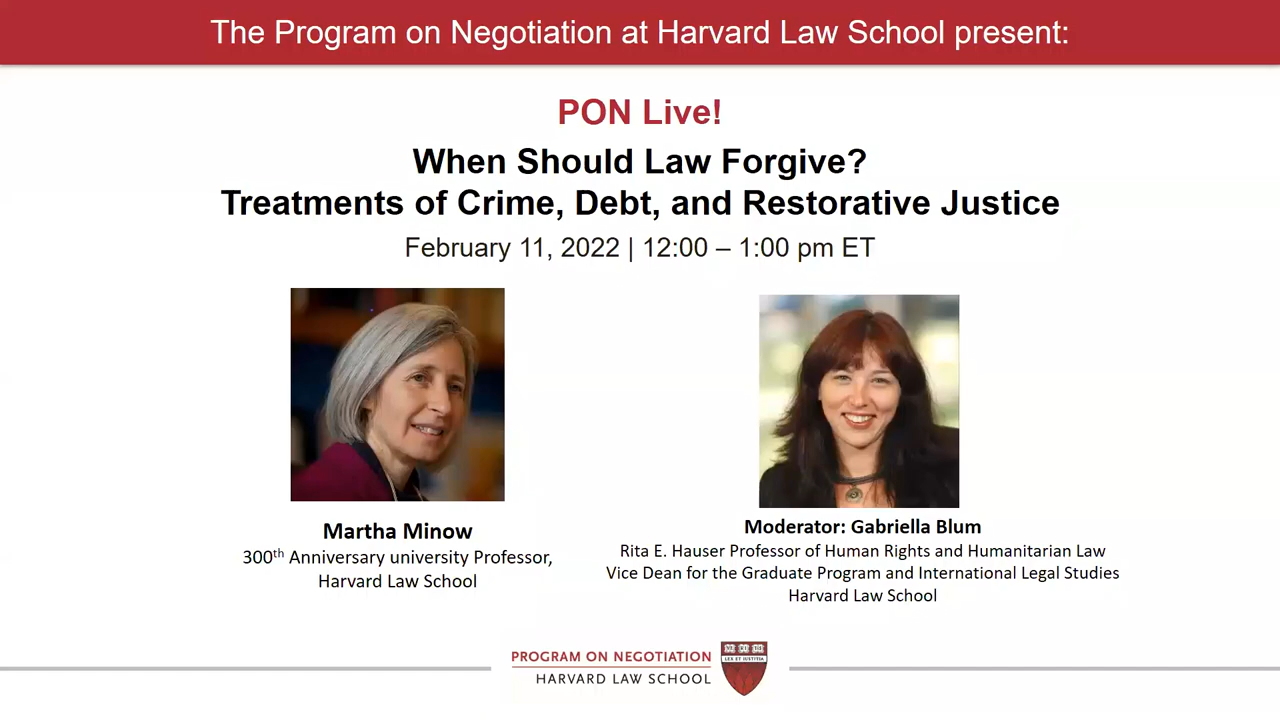 The Program on Negotiation at Harvard Law School present:
PON Live!
When Should Law Forgive?
Treatments of Crime, Debt, and Restorative Justice
February 11, 2022 | 12:00 – 1:00 pm ET
Martha Minow
300th Anniversary university Professor,
Harvard Law School
Moderator: Gabriella Blum
Rita E. Hauser Professor of Human Rights and Humanitarian Law
Vice Dean for the Graduate Program and International Legal Studies
Harvard Law School
PROGRAM ON NEGOTIATION
HARVARD LAW SCHOOL
LEX ET IUSTITIA